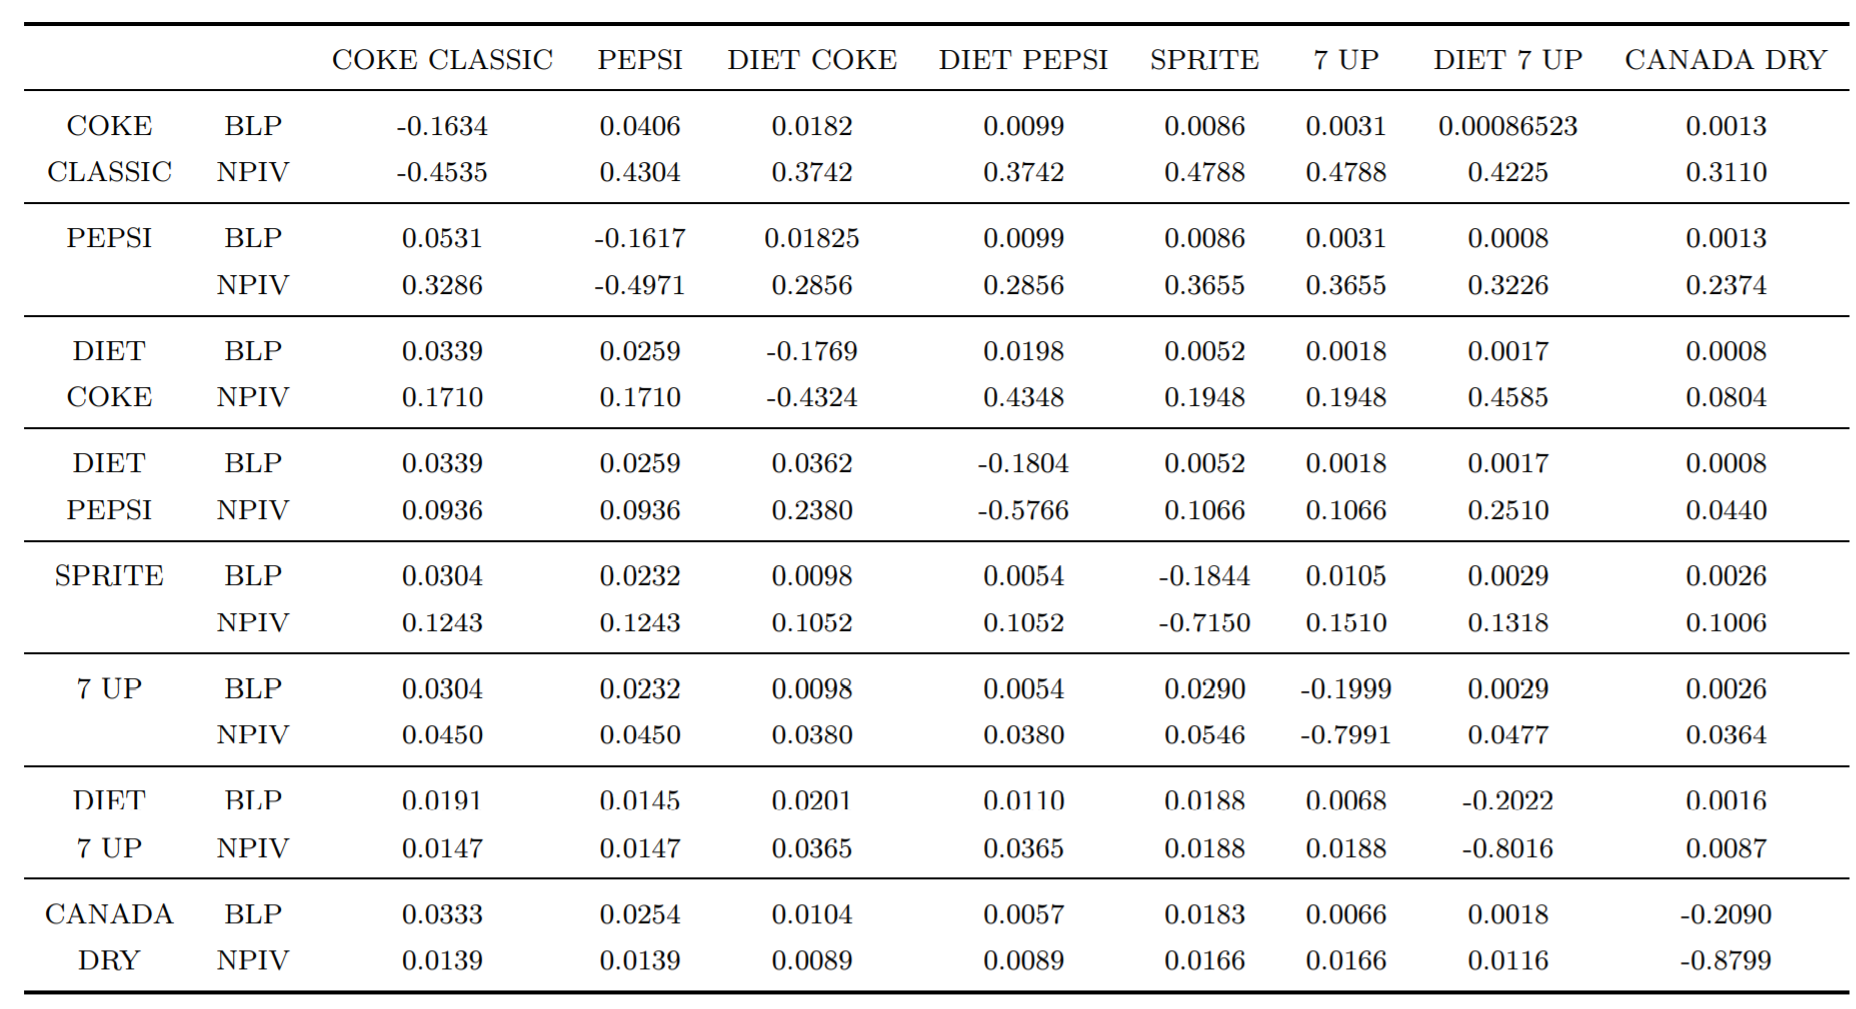 COKE CLASSIC PEPSI DIET COKE DIET PEPSI SPRITE 7 UP DIET 7 UP CANADA DRY
COKE BLP -0.1634 0.0406 0.0182 0.0099 0.0086 0.0031 0.00086523 0.0013
CLASSIC NPIV -0.4535 0.4304 0.3742 0.3742 0.4788 0.4788 0.4225 0.3110
PEPSI BLP 0.0531 -0.1617 0.01825 0.0099 0.0086 0.0031 0.0008 0.0013
NPIV 0.3286 -0.4971 0.2856 0.2856 0.3655 0.3655 0.3226 0.2374
DIET BLP 0.0339 0.0259 -0.1769 0.0198 0.0052 0.0018 0.0017 0.0008
COKE NPIV 0.1710 0.1710 -0.4324 0.4348 0.1948 0.1948 0.4585 0.0804
DIET BLP 0.0339 0.0259 0.0362 -0.1804 0.0052 0.0018 0.0017 0.0008
PEPSI NPIV 0.0936 0.0936 0.2380 -0.5766 0.1066 0.1066 0.2510 0.0440
SPRITE BLP 0.0304 0.0232 0.0098 0.0054 -0.1844 0.0105 0.0029 0.0026
NPIV 0.1243 0.1243 0.1052 0.1052 -0.7150 0.1510 0.1318 0.1006
7 UP BLP 0.0304 0.0232 0.0098 0.0054 0.0290 -0.1999 0.0029 0.0026
NPIV 0.0450 0.0450 0.0380 0.0380 0.0546 -0.7991 0.0477 0.0364
DIET BLP 0.0191 0.0145 0.0201 0.0110 0.0188 0.0068 -0.2022 0.0016
7 UP NPIV 0.0147 0.0147 0.0365 0.0365 0.0188 0.0188 -0.8016 0.0087
CANADA BLP 0.0333 0.0254 0.0104 0.0057 0.0183 0.0066 0.0018 -0.2090
DRY NPIV 0.0139 0.0139 0.0089 0.0089 0.0166 0.0166 0.0116 -0.8799